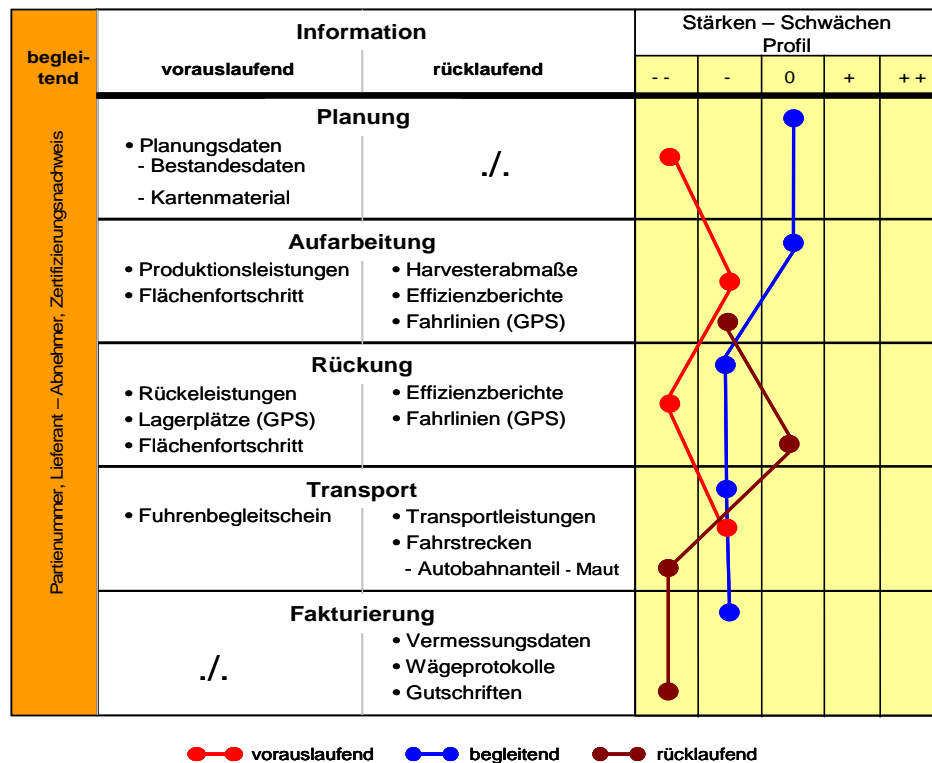 beglei-
tend
Partienummer, Lieferant – Abnehmer, Zertifizierungsnachweis
Information
vorauslaufend
rücklaufend
Stärken – Schwächen
Profil
- -
-
0
+
+ +
Planung
• Planungsdaten
- Bestandesdaten
- Kartenmaterial
./.
Aufarbeitung
• Produktionsleistungen
• Flächenfortschritt
• Harvesterabmaße
• Effizienzberichte
• Fahrlinien (GPS)
Rückung
• Rückeleistungen
• Lagerplätze (GPS)
• Flächenfortschritt
• Effizienzberichte
• Fahrlinien (GPS)
Transport
• Fuhrenbegleitschein
• Transportleistungen
• Fahrstrecken
- Autobahnanteil - Maut
Fakturierung
./.
• Vermessungsdaten
• Wägeprotokolle
• Gutschriften
vorauslaufend
begleitend
rücklaufend